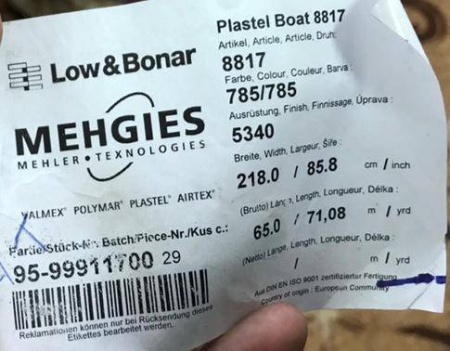 Low & Bonar
MEHGIES
MEHLER • TEXNOLOGIES
VALMEX POLYMAR PLASTEL AIRTEX
Partie/Stück-Nr. Batch/Piece-Nr./Kus c.:
95-99911700 29
Reklamationen können nur bei Rücksendung dieses
Etikettes bearbeitet werden.
Plastel Boat 8817
Artikel, Article, Article, Druh:
8817
Farbe, Colour, Couleur, Barva :
785/785
Ausrüstung, Finish, Finnissage, Úprava :
5340
Breite, Width, Largeur, Šíře :
218.0 / 85.8 cm / inch
(Brutto) Länge, Length, Longueur, Délka :
65.0 / 71,08 m / yrd
(Netto) Länge, Length, Longueur, Délka :
/ m / yrd
Aus DIN EN ISO 9001 zertifizierter Fertigung
Country of origin : European Community